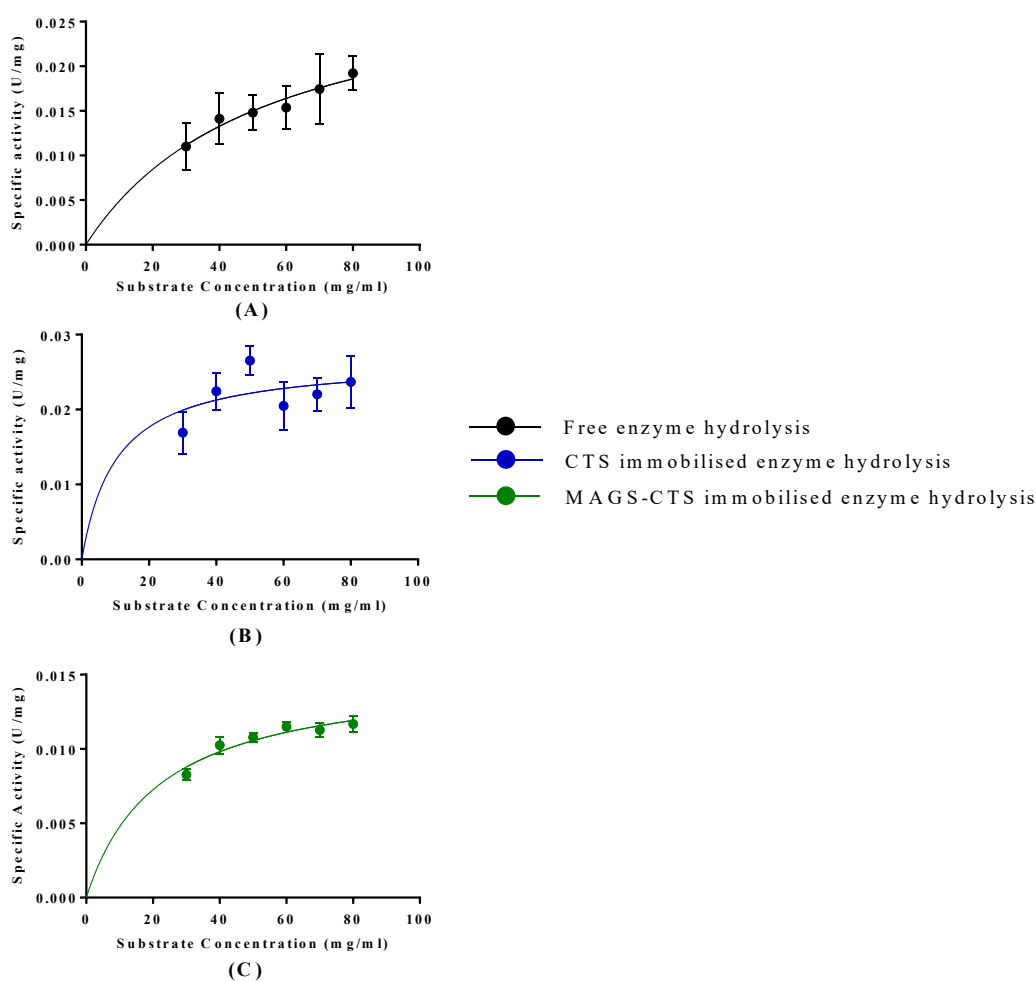 0.025
0.020
0.015
0.010
0.005
0.000
Specific activity (U/mg)
0 20 40 60 80 100
Substrate Concentration (mg/ml)
(A)
0.03
0.02
0.01
0.00
Specific activity (U/mg)
0 20 40 60 80 100
Substrate Concentration (mg/ml)
(B)
Free enzyme hydrolysis
CTS immobilised enzyme hydrolysis
MAGS-CTS immobilised enzyme hydrolysis
0.015
0.010
0.005
0.000
Specific Activity (U/mg)
0 20 40 60 80 100
Substrate Concentration (mg/ml)
(C)